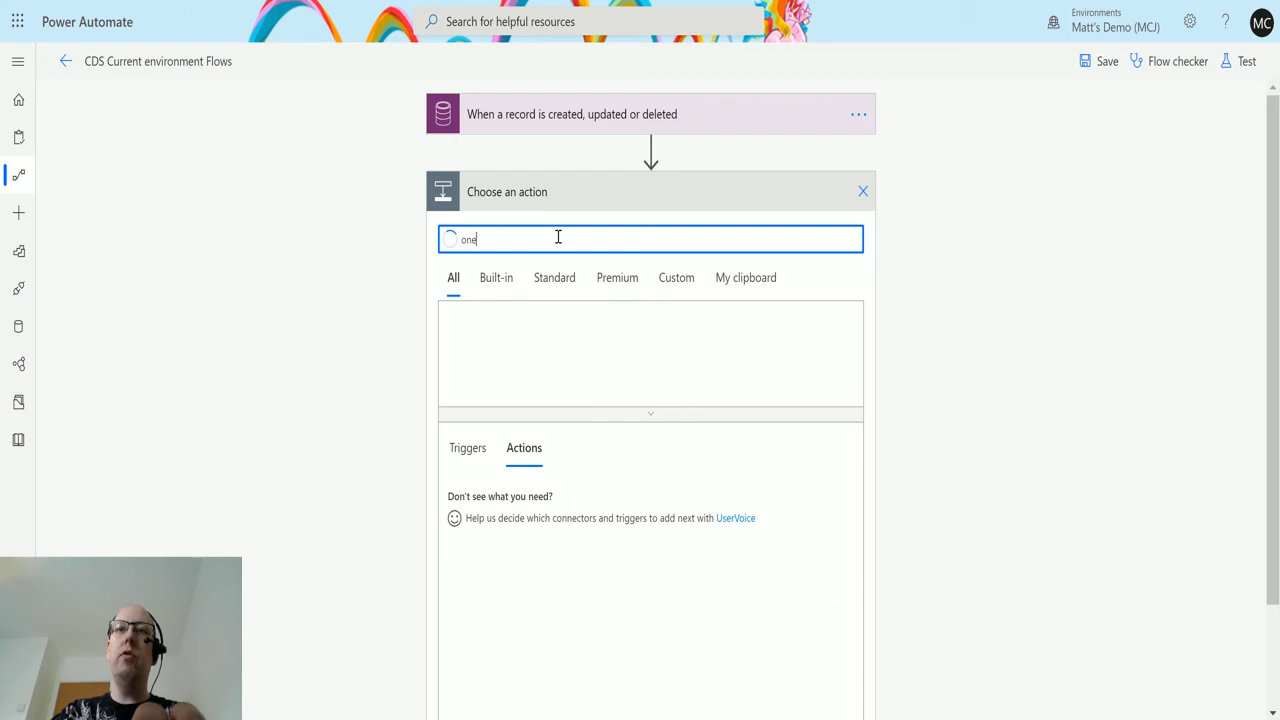 Power Automate
Search for helpful resources
Environments
Matt's Demo (MCJ)
MC
CDS Current environment Flows
Save
Flow checker
Test
When a record is created, updated or deleted
Choose an action
one
All
Built-in
Standard
Premium
Custom
My clipboard
Triggers
Actions
Don't see what you need?
Help us decide which connectors and triggers to add next with UserVoice